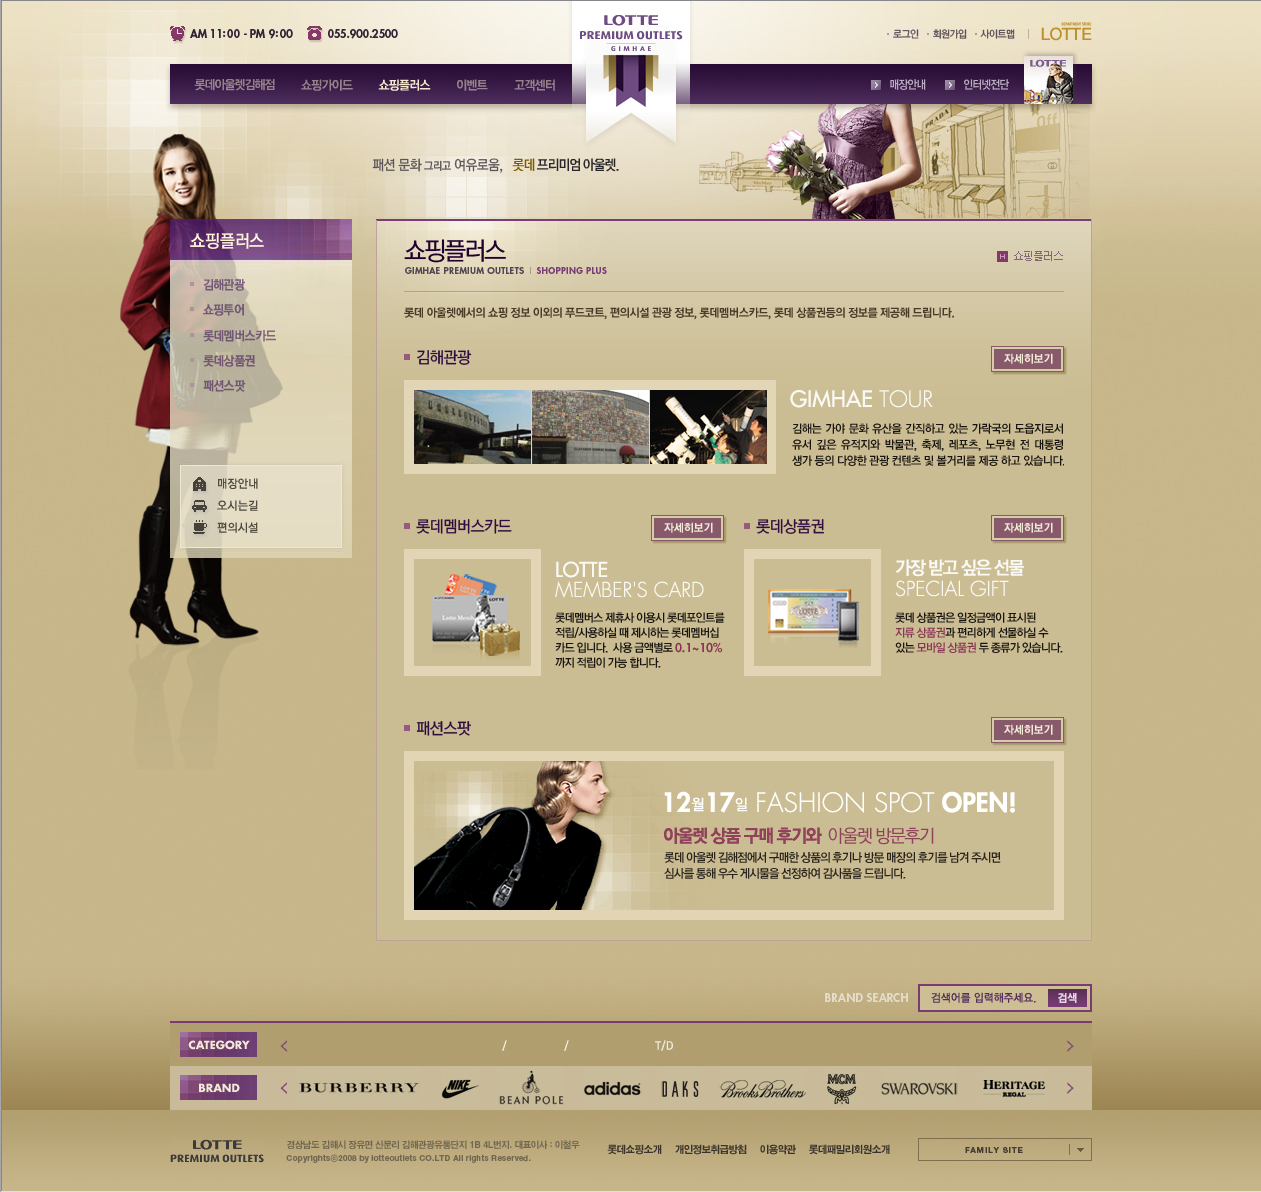 AM 11:00 - PM 9:00 055.900.2500
LOTTE
PREMIUM OUTLETS
GIMHAE
로그인 회원가입 사이트맵
LOTTE
롯데아울렛김해점 쇼핑가이드 쇼핑플러스 이벤트 고객센터
매장안내 인터넷전단
LOTTE
패션 문화 그리고 여유로움, 롯데 프리미엄 아울렛.
PRADA
쇼핑플러스
김해관광
쇼핑투어
롯데멤버스카드
롯데상품권
패션스팟
매장안내
오시는길
편의시설
쇼핑플러스
GIMHAE PREMIUM OUTLETS | SHOPPING PLUS
H 쇼핑플러스
롯데 아울렛에서의 쇼핑 정보 이외의 푸드코트, 편의시설 관광 정보, 롯데멤버스카드, 롯데 상품권등의 정보를 제공해 드립니다.
김해관광
자세히보기
GIMHAE TOUR
김해는 가야 문화 유산을 간직하고 있는 가락국의 도읍지로서
유서 깊은 유적지와 박물관, 축제, 레포츠, 노무현 전 대통령
생가 등의 다양한 관광 컨텐츠 및 볼거리를 제공 하고 있습니다.
롯데멤버스카드
자세히보기
LOTTE
MEMBER'S CARD
롯데멤버스 제휴사 이용시 롯데포인트를
적립/사용하실 때 제시하는 롯데멤버십
카드 입니다. 사용 금액별로 0.1~10%
까지 적립이 가능 합니다.
롯데상품권
자세히보기
가장 받고 싶은 선물
SPECIAL GIFT
롯데 상품권은 일정금액이 표시된
지류 상품권과 편리하게 선물하실 수
있는 모바일 상품권 두 종류가 있습니다.
패션스팟
자세히보기
12월17일 FASHION SPOT OPEN!
아울렛 상품 구매 후기와 아울렛 방문후기
롯데 아울렛 김해점에서 구매한 상품의 후기나 방문 매장의 후기를 남겨 주시면
심사를 통해 우수 게시물을 선정하여 감사품을 드립니다.
BRAND SEARCH 검색어를 입력해주세요. 검색
CATEGORY / / T/D
BRAND BURBERRY NIKE BEAN POLE adidas DAKS Brooks Brothers MCM SWAROVSKI HERITAGE REGAL
LOTTE
PREMIUM OUTLETS
경상남도 김해시 장유면 신문리 김해관광유통단지 1B 4L번지. 대표이사 : 이철우
Copyrightsⓒ2008 by lotteoutlets CO.LTD All rights Reserved.
롯데쇼핑소개 개인정보취급방침 이용약관 롯데패밀리회원소개
FAMILY SITE